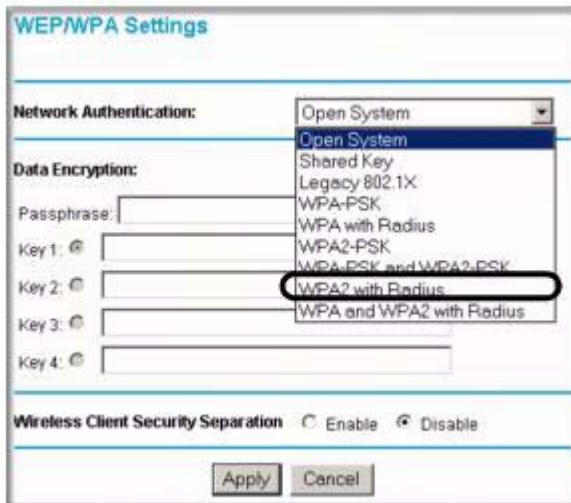 WEP/WPA Settings
Network Authentication:
Open System
Open System
Shared Key
Legacy 802.1X
WPA-PSK
WPA with Radius
WPA2-PSK
WPA-PSK and WPA2-PSK
WPA2 with Radius
WPA and WPA2 with Radius
Data Encryption:
Passphrase:
Key 1:
Key 2:
Key 3:
Key 4:
Wireless Client Security Separation Enable Disable
Apply Cancel